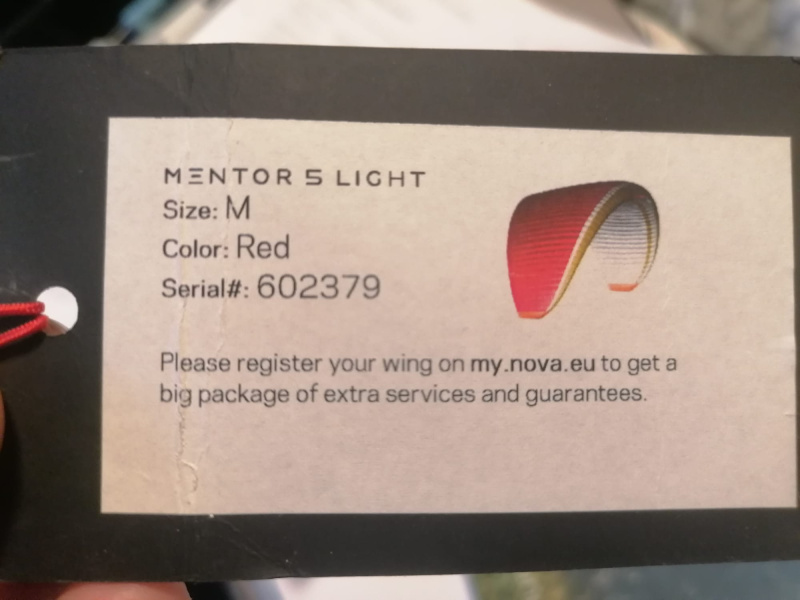 MENTOR 5 LIGHT
Size: M
Color: Red
Serial#: 602379
Please register your wing on my.nova.eu to get a
big package of extra services and guarantees.